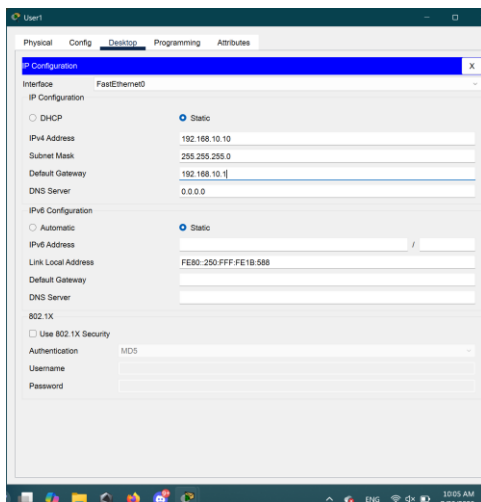 User1
Physical Config Desktop Programming Attributes
IP Configuration X
Interface FastEthernet0
IP Configuration
DHCP Static
IPv4 Address 192.168.10.10
Subnet Mask 255.255.255.0
Default Gateway 192.168.10.1
DNS Server 0.0.0.0
IPv6 Configuration
Automatic Static
IPv6 Address /
Link Local Address FE80::250:FFF:FE1B:588
Default Gateway
DNS Server
802.1X
Use 802.1X Security
Authentication MD5
Username
Password
ENG 10:05 AM